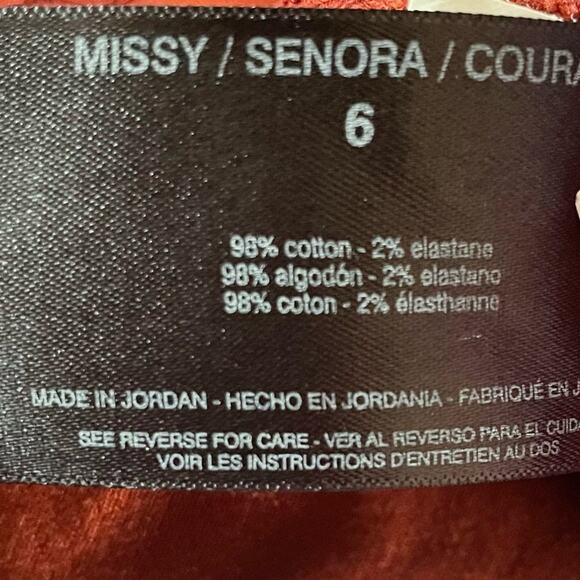 MISSY / SENORA / COURA
6
98% cotton - 2% elastane
98% algodón - 2% elastano
98% coton - 2% élasthanne
MADE IN JORDAN - HECHO EN JORDANIA - FABRIQUÉ EN J
SEE REVERSE FOR CARE - VER AL REVERSO PARA EL CUIDA
VOIR LES INSTRUCTIONS D'ENTRETIEN AU DOS